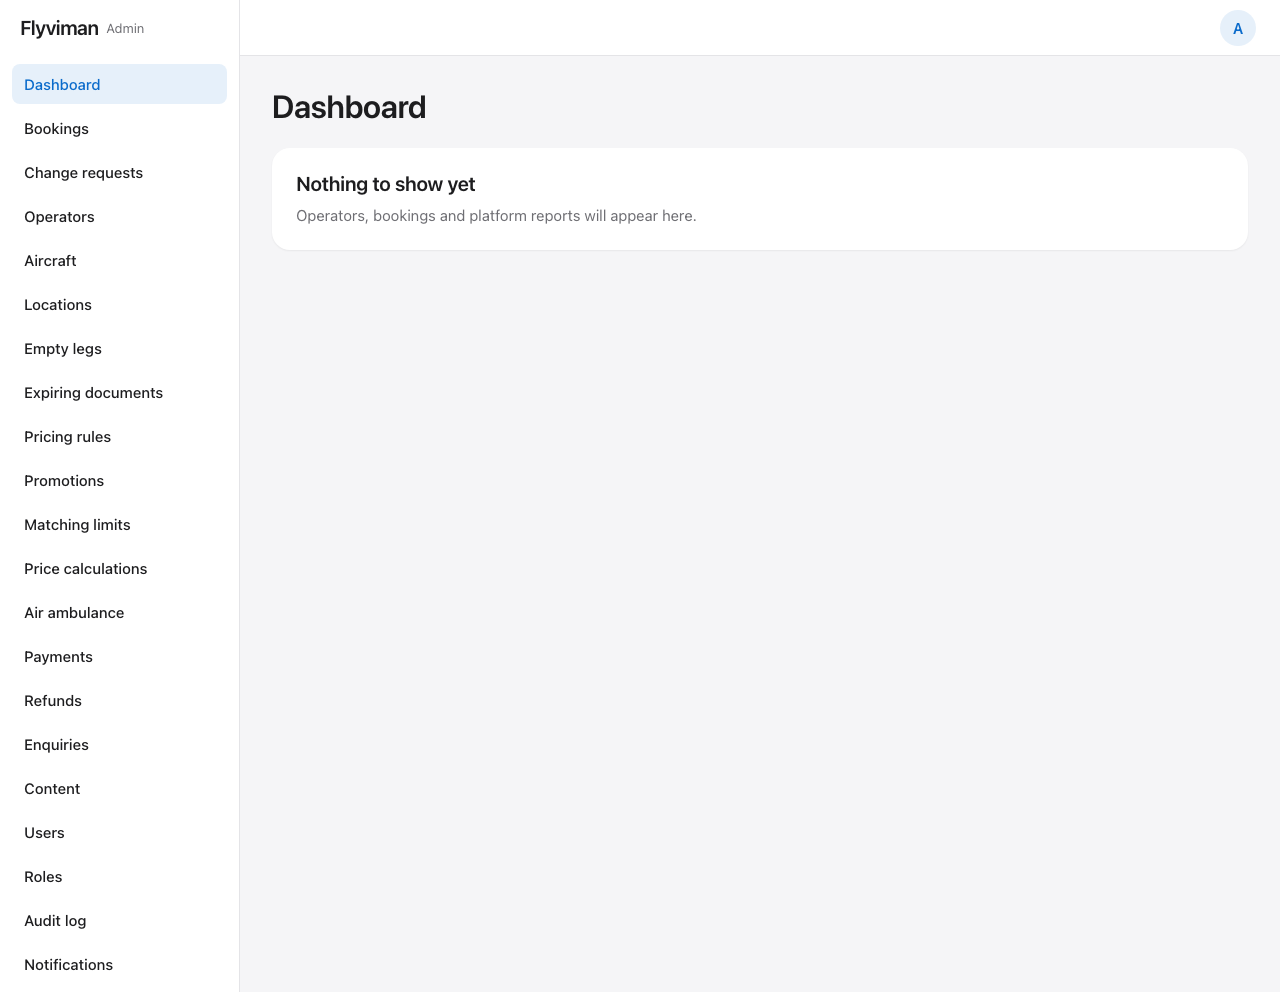 Flyviman Admin
A
Dashboard
Bookings
Change requests
Operators
Aircraft
Locations
Empty legs
Expiring documents
Pricing rules
Promotions
Matching limits
Price calculations
Air ambulance
Payments
Refunds
Enquiries
Content
Users
Roles
Audit log
Notifications
Dashboard
Nothing to show yet
Operators, bookings and platform reports will appear here.